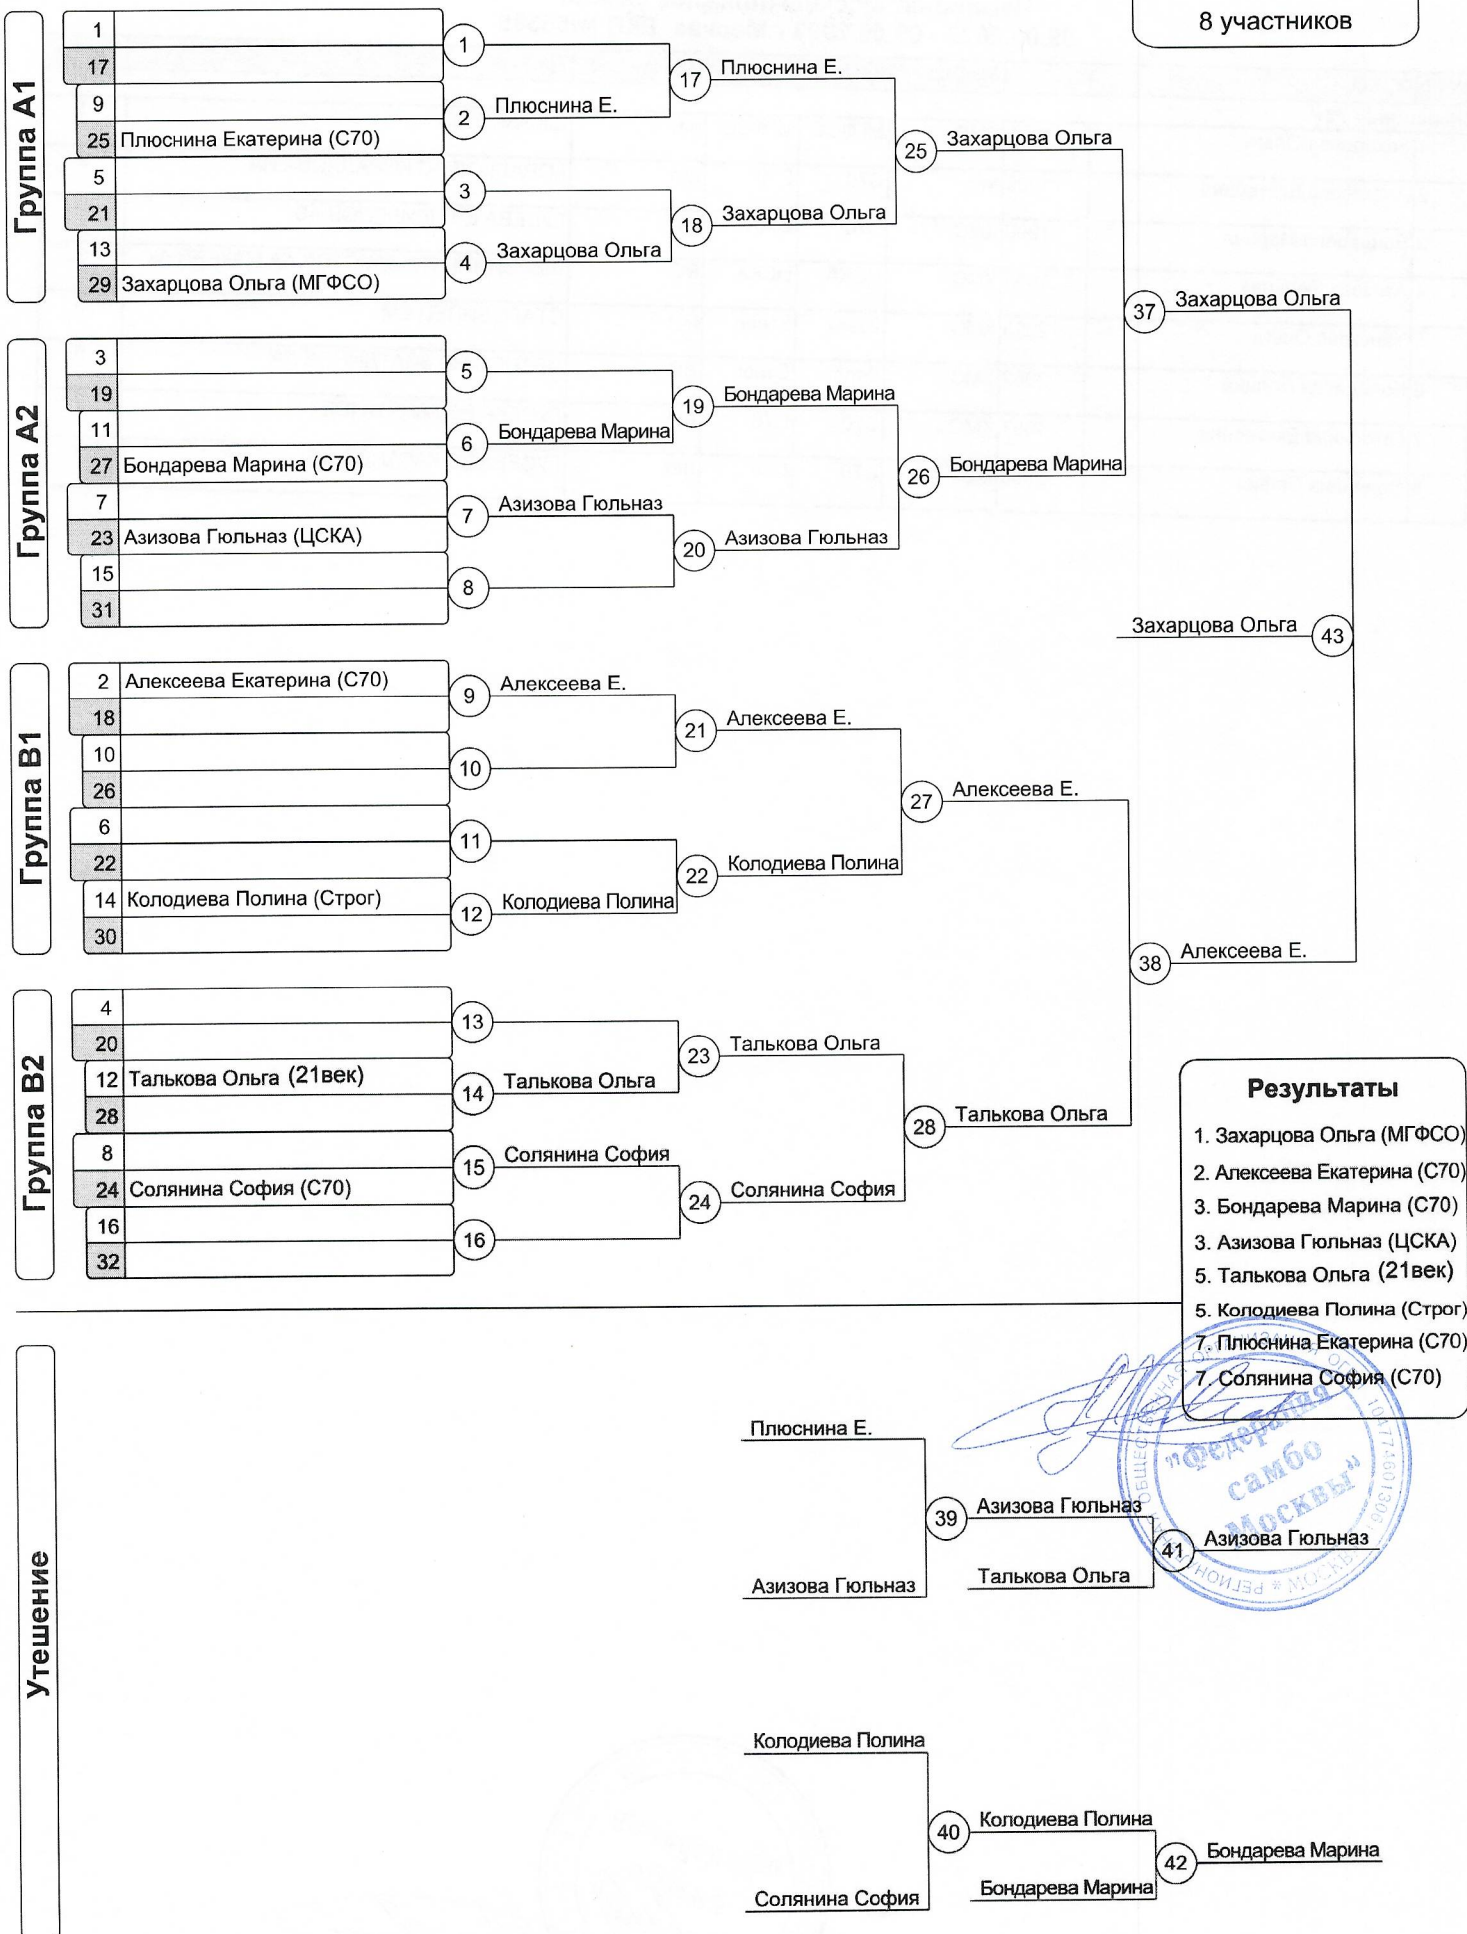 8 участников
Группа A1
1
17
9
25 Плюснина Екатерина (С70)
5
21
13
29 Захарцова Ольга (МГФСО)
1
2 Плюснина Е.
3
4 Захарцова Ольга
17 Плюснина Е.
18 Захарцова Ольга
25 Захарцова Ольга
Группа A2
3
19
11
27 Бондарева Марина (С70)
7
23 Азизова Гюльназ (ЦСКА)
15
31
5
6 Бондарева Марина
7 Азизова Гюльназ
8
19 Бондарева Марина
20 Азизова Гюльназ
26 Бондарева Марина
37 Захарцова Ольга
Захарцова Ольга 43
Группа B1
2 Алексеева Екатерина (С70)
18
10
26
6
22
14 Колодиева Полина (Строг)
30
9 Алексеева Е.
10
11
12 Колодиева Полина
21 Алексеева Е.
22 Колодиева Полина
27 Алексеева Е.
Группа B2
4
20
12 Талькова Ольга (21век)
28
8
24 Солянина София (С70)
16
32
13
14 Талькова Ольга
15 Солянина София
16
23 Талькова Ольга
24 Солянина София
28 Талькова Ольга
38 Алексеева Е.
Результаты
1. Захарцова Ольга (МГФСО)
2. Алексеева Екатерина (С70)
3. Бондарева Марина (С70)
3. Азизова Гюльназ (ЦСКА)
5. Талькова Ольга (21век)
5. Колодиева Полина (Строг)
7. Плюснина Екатерина (С70)
7. Солянина София (С70)
"Федерация
самбо
Москвы"
Утешение
Плюснина Е.
Азизова Гюльназ
39 Азизова Гюльназ
Талькова Ольга
41 Азизова Гюльназ
Колодиева Полина
Солянина София
40 Колодиева Полина
Бондарева Марина
42 Бондарева Марина